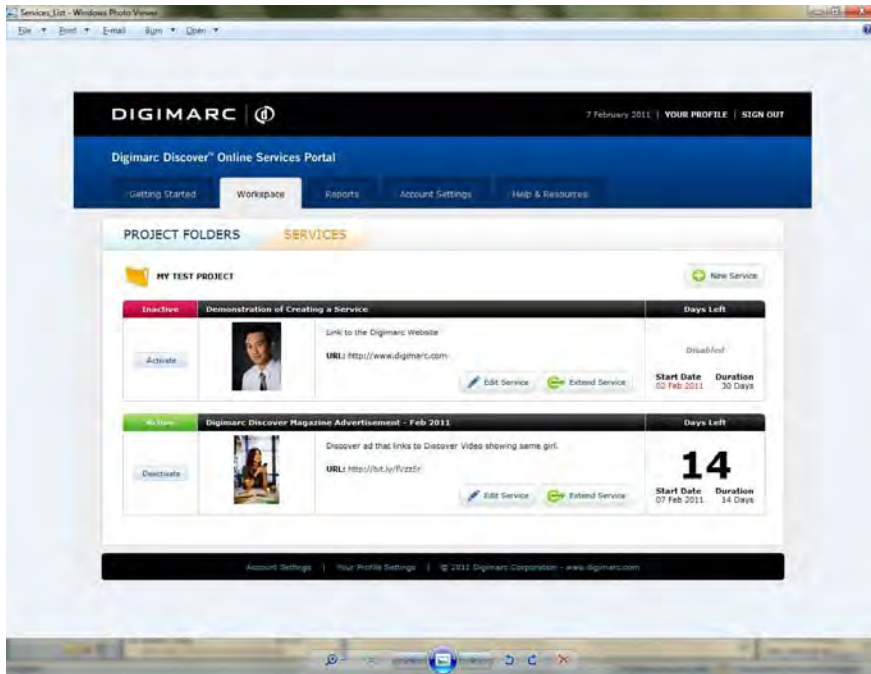 Services_List - Windows Photo Viewer
File Print E-mail Burn Open
DIGIMARC
7 February 2011 | YOUR PROFILE | SIGN OUT
Digimarc Discover™ Online Services Portal
Getting Started Workspace Reports Account Settings Help & Resources
PROJECT FOLDERS SERVICES
MY TEST PROJECT New Service
Inactive Demonstration of Creating a Service Days Left
Link to the Digimarc Website
Disabled
Activate URL: http://www.digimarc.com
Edit Service Extend Service
Start Date Duration
02 Feb 2011 30 Days
Active Digimarc Discover Magazine Advertisement - Feb 2011 Days Left
Discover ad that links to Discover Video showing same girl.
14
Deactivate URL:
Edit Service Extend Service
Start Date Duration
07 Feb 2011 14 Days
Account Settings | Your Profile Settings | © 2011 Digimarc Corporation - www.digimarc.com